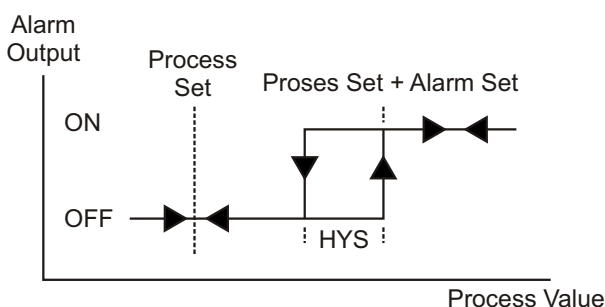 Alarm
Output
Process
Set
Proses Set + Alarm Set
ON
OFF
HYS
Process Value